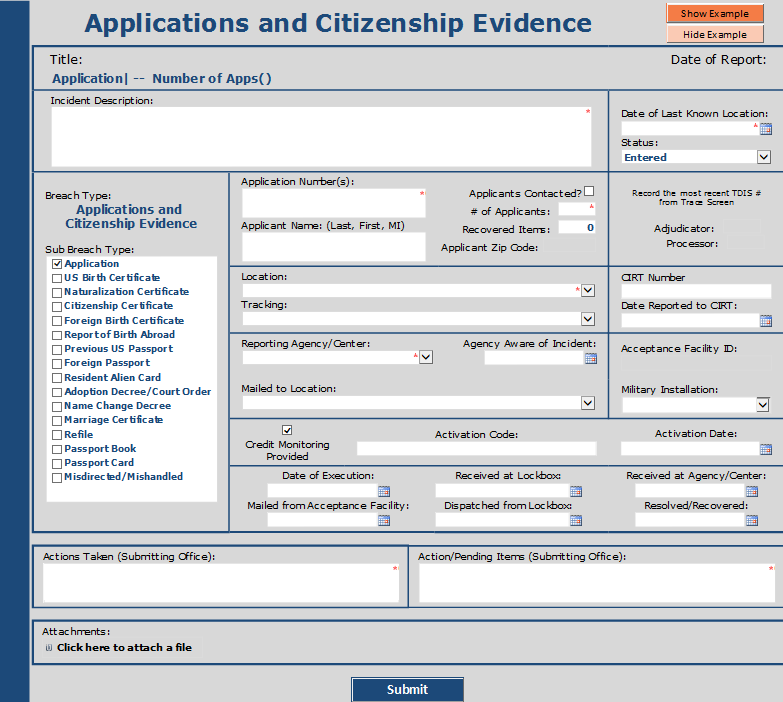 Applications and Citizenship Evidence
Show Example
Hide Example
Title:
Date of Report:
Application| -- Number of Apps()
Incident Description:
*
Date of Last Known Location:
*
Status:
Entered
Breach Type:
Applications and
Citizenship Evidence
Sub Breach Type:
Application
US Birth Certificate
Naturalization Certificate
Citizenship Certificate
Foreign Birth Certificate
Report of Birth Abroad
Previous US Passport
Foreign Passport
Resident Alien Card
Adoption Decree/Court Order
Name Change Decree
Marriage Certificate
Refile
Passport Book
Passport Card
Misdirected/Mishandled
Application Number(s):
*
Applicant Name: (Last, First, MI)
Applicants Contacted?
# of Applicants: *
Recovered Items: 0
Applicant Zip Code:
Record the most recent TDIS #
from Trace Screen
Adjudicator:
Processor:
Location:
*
Tracking:
CIRT Number
Date Reported to CIRT:
Reporting Agency/Center:
*
Agency Aware of Incident:
Mailed to Location:
Acceptance Facility ID:
Military Installation:
Credit Monitoring
Provided
Activation Code:
Activation Date:
Date of Execution:
Received at Lockbox:
Received at Agency/Center:
Mailed from Acceptance Facility:
Dispatched from Lockbox:
Resolved/Recovered:
Actions Taken (Submitting Office):
*
Action/Pending Items (Submitting Office):
*
Attachments:
Click here to attach a file
Submit